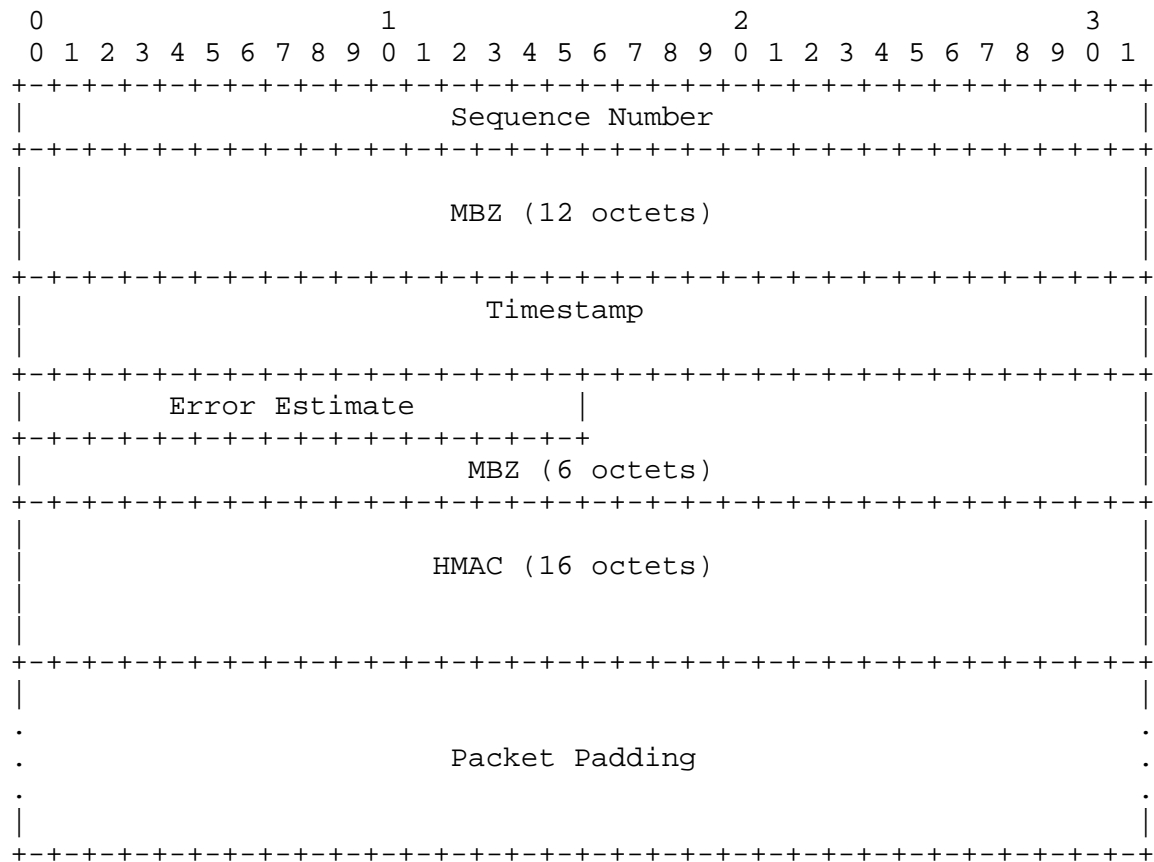 0                   1                   2                   3
 0 1 2 3 4 5 6 7 8 9 0 1 2 3 4 5 6 7 8 9 0 1 2 3 4 5 6 7 8 9 0 1
+-+-+-+-+-+-+-+-+-+-+-+-+-+-+-+-+-+-+-+-+-+-+-+-+-+-+-+-+-+-+-+-+
|                        Sequence Number                        |
+-+-+-+-+-+-+-+-+-+-+-+-+-+-+-+-+-+-+-+-+-+-+-+-+-+-+-+-+-+-+-+-+
|                                                               |
|                        MBZ (12 octets)                        |
|                                                               |
+-+-+-+-+-+-+-+-+-+-+-+-+-+-+-+-+-+-+-+-+-+-+-+-+-+-+-+-+-+-+-+-+
|                          Timestamp                            |
|                                                               |
+-+-+-+-+-+-+-+-+-+-+-+-+-+-+-+-+-+-+-+-+-+-+-+-+-+-+-+-+-+-+-+-+
|        Error Estimate         |                               |
+-+-+-+-+-+-+-+-+-+-+-+-+-+-+-+-+                               |
|                         MBZ (6 octets)                        |
+-+-+-+-+-+-+-+-+-+-+-+-+-+-+-+-+-+-+-+-+-+-+-+-+-+-+-+-+-+-+-+-+
|                                                               |
|                       HMAC (16 octets)                        |
|                                                               |
|                                                               |
+-+-+-+-+-+-+-+-+-+-+-+-+-+-+-+-+-+-+-+-+-+-+-+-+-+-+-+-+-+-+-+-+
|                                                               |
.                                                               .
.                        Packet Padding                         .
.                                                               .
|                                                               |
+-+-+-+-+-+-+-+-+-+-+-+-+-+-+-+-+-+-+-+-+-+-+-+-+-+-+-+-+-+-+-+-+